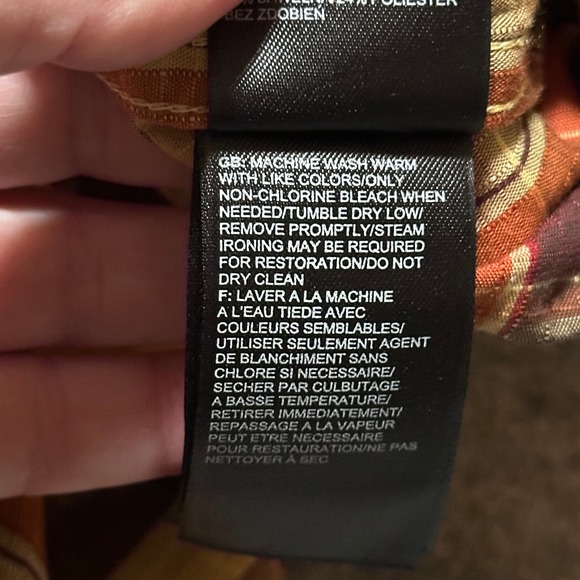 POLIESTER
BEZ ZDOBIEN
GB: MACHINE WASH WARM
WITH LIKE COLORS/ONLY
NON-CHLORINE BLEACH WHEN
NEEDED/TUMBLE DRY LOW/
REMOVE PROMPTLY/STEAM
IRONING MAY BE REQUIRED
FOR RESTORATION/DO NOT
DRY CLEAN
F: LAVER A LA MACHINE
A L'EAU TIEDE AVEC
COULEURS SEMBLABLES/
UTILISER SEULEMENT AGENT
DE BLANCHIMENT SANS
CHLORE SI NECESSAIRE/
SECHER PAR CULBUTAGE
A BASSE TEMPERATURE/
RETIRER IMMEDIATEMENT/
REPASSAGE A LA VAPEUR
PEUT ETRE NECESSAIRE
POUR RESTAURATION/NE PAS
NETTOYER À SEC